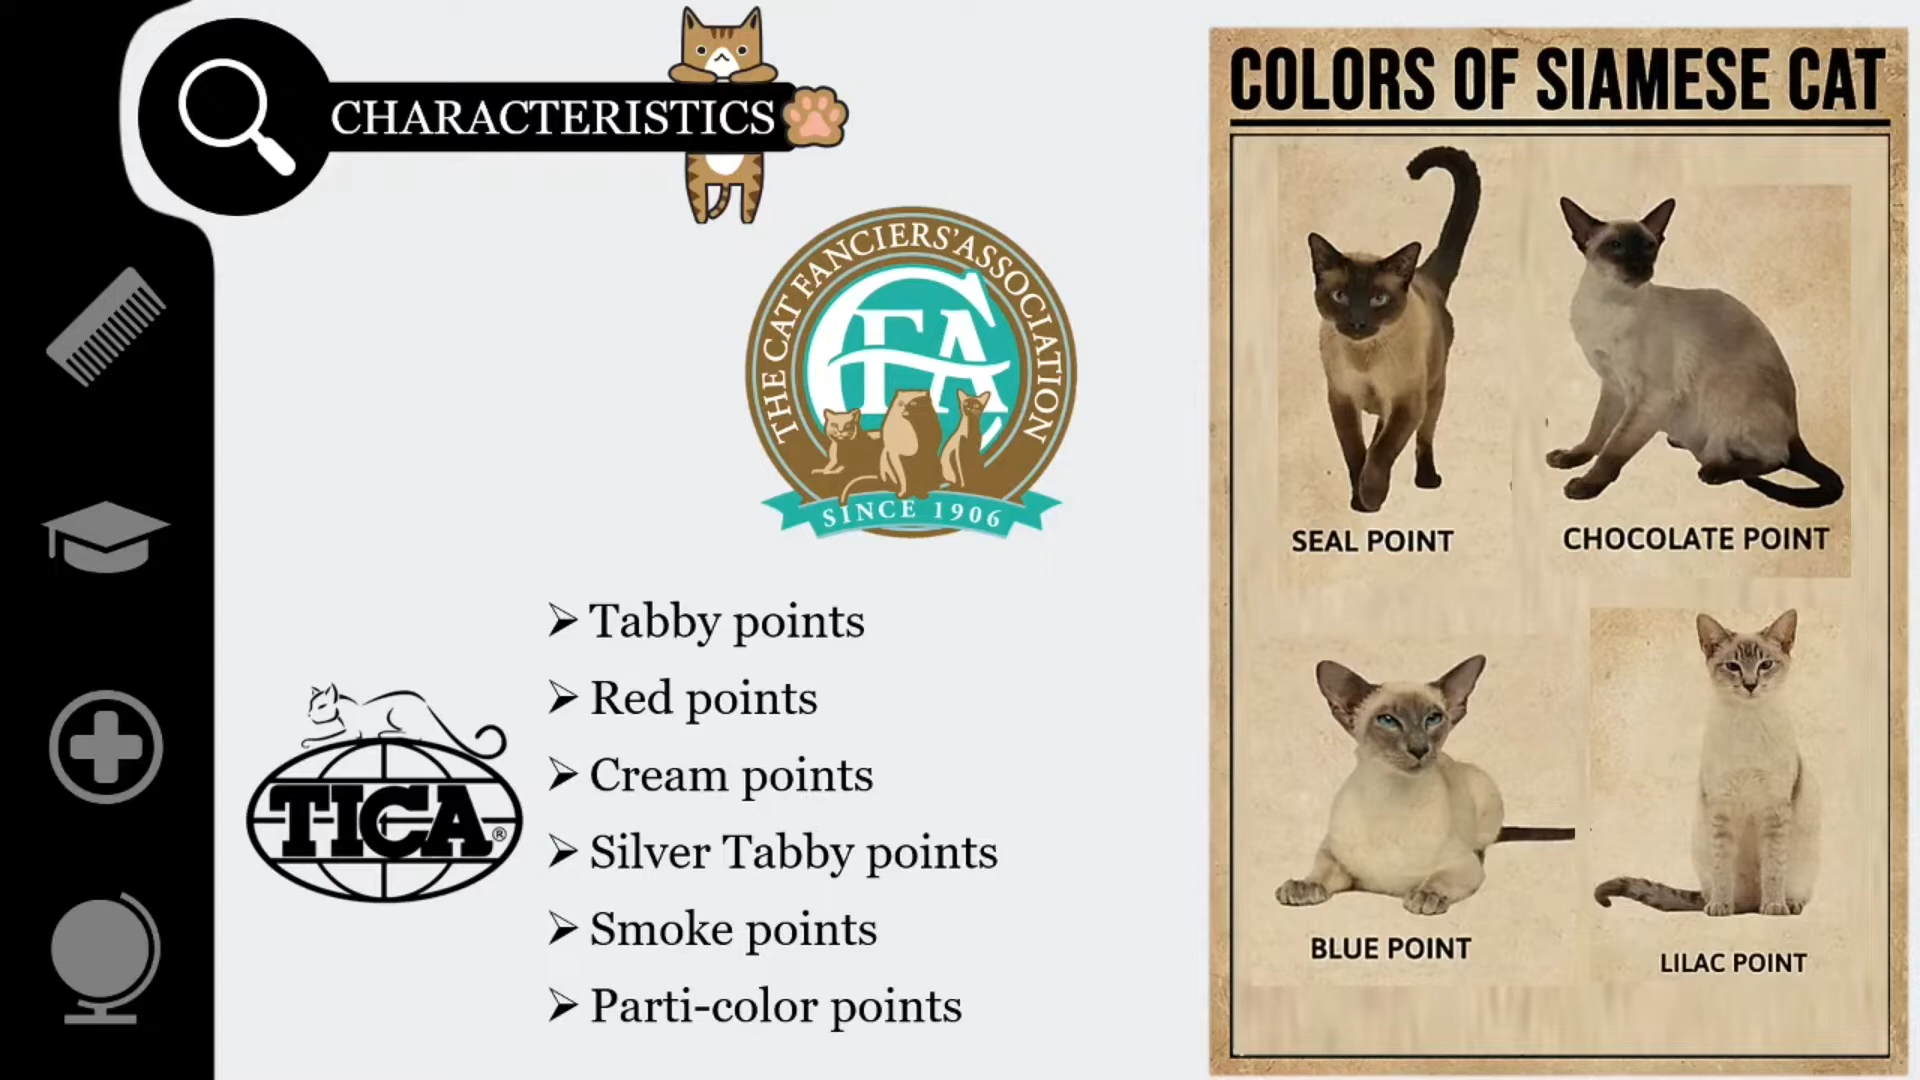 CHARACTERISTICS
THE CAT FANCIERS' ASSOCIATION
CFA
SINCE 1906
TICA®
Tabby points
Red points
Cream points
Silver Tabby points
Smoke points
Parti-color points
COLORS OF SIAMESE CAT
SEAL POINT
CHOCOLATE POINT
BLUE POINT
LILAC POINT